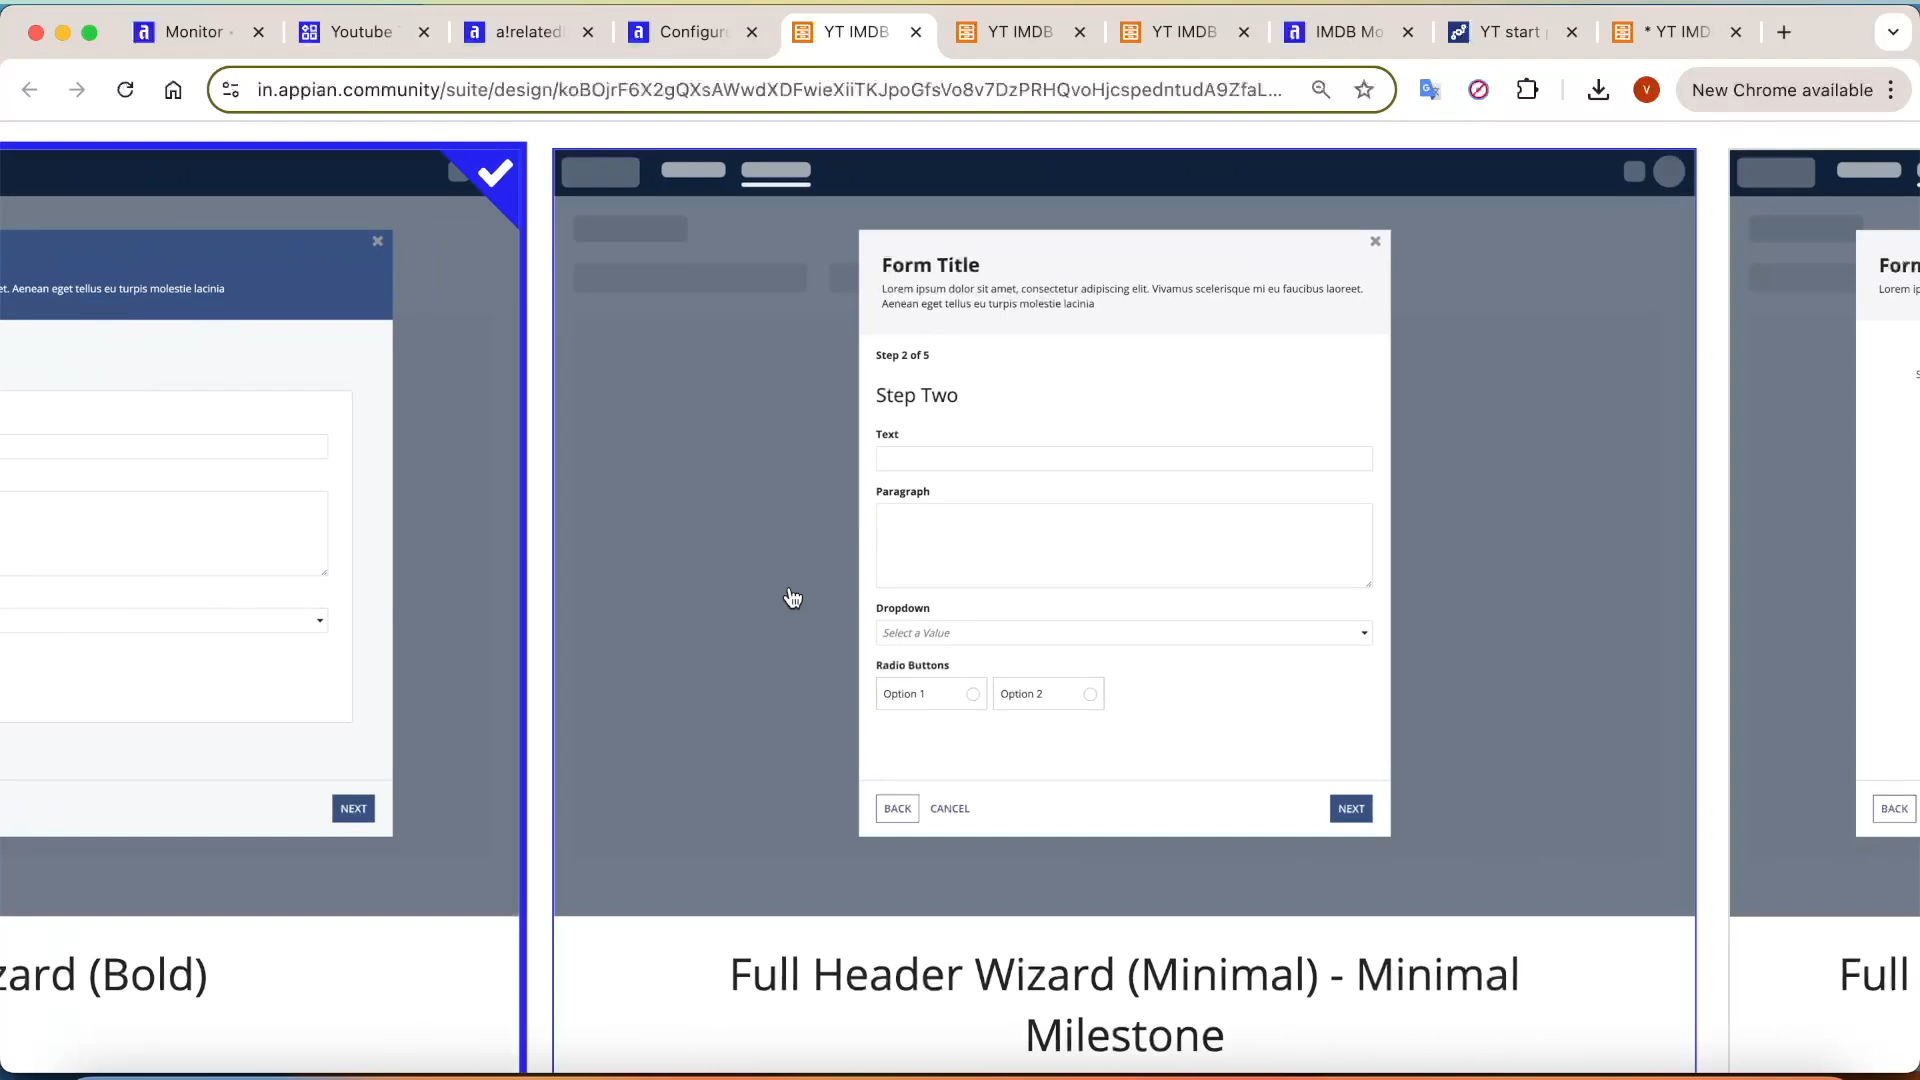 Monitor -
Youtube
a!related
Configure
YT IMDB
YT IMDB
YT IMDB
IMDB Mo
YT start
* YT IMD
in.appian.community/suite/design/koBOjrF6X2gQXsAWwdXDFwieXiiTKJpoGfsVo8v7DzPRHQvoHjcspedntudA9ZfaL...
V
New Chrome available
et. Aenean eget tellus eu turpis molestie lacinia
NEXT
zard (Bold)
Form Title
Lorem ipsum dolor sit amet, consectetur adipiscing elit. Vivamus scelerisque mi eu faucibus laoreet.
Aenean eget tellus eu turpis molestie lacinia
Step 2 of 5
Step Two
Text
Paragraph
Dropdown
Select a Value
Radio Buttons
Option 1
Option 2
BACK
CANCEL
NEXT
Full Header Wizard (Minimal) - Minimal
Milestone
Form
Lorem ip
BACK
Full